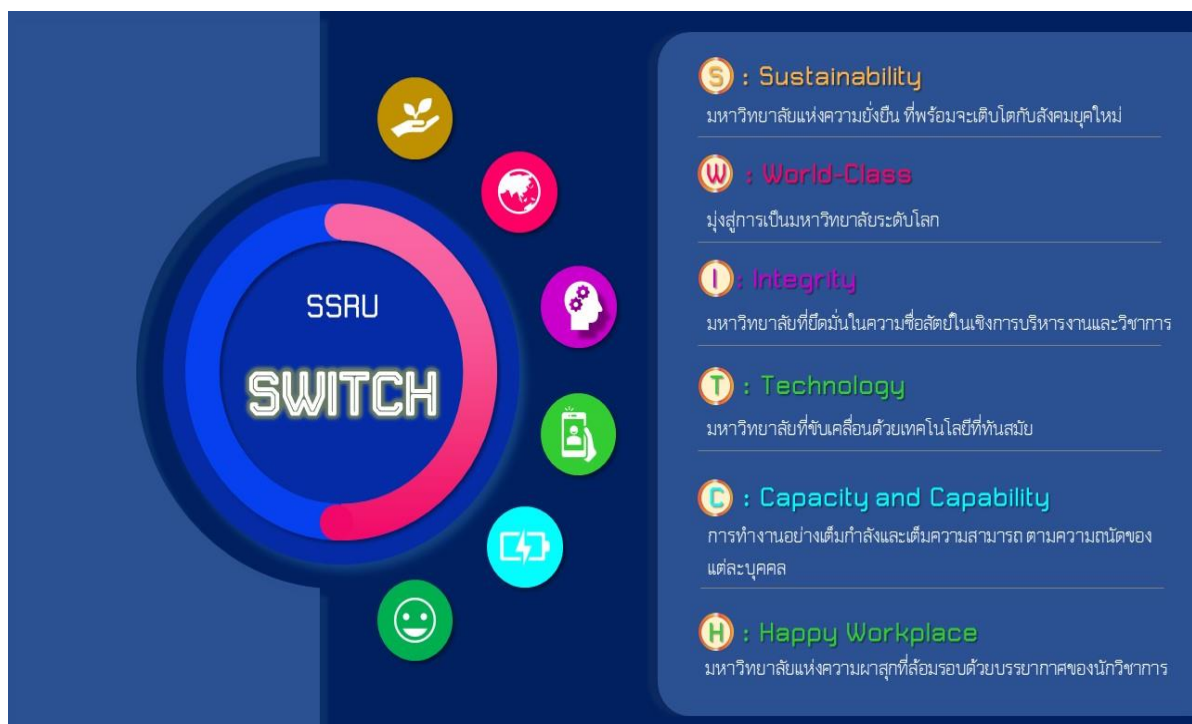 SSRU
SWITCH
S : Sustainability
มหาวิทยาลัยแห่งความยั่งยืน ที่พร้อมจะเติบโตกับสังคมยุคใหม่
W : World-Class
มุ่งสู่การเป็นมหาวิทยาลัยระดับโลก
I : Integrity
มหาวิทยาลัยที่ยึดมั่นในความซื่อสัตย์ในเชิงการบริหารงานและวิชาการ
T : Technology
มหาวิทยาลัยที่ขับเคลื่อนด้วยเทคโนโลยีที่ทันสมัย
C : Capacity and Capability
การทำงานอย่างเต็มกำลังและเต็มความสามารถ ตามความถนัดของ
แต่ละบุคคล
H : Happy Workplace
มหาวิทยาลัยแห่งความผาสุกที่ล้อมรอบด้วยบรรยากาศของนักวิชาการ